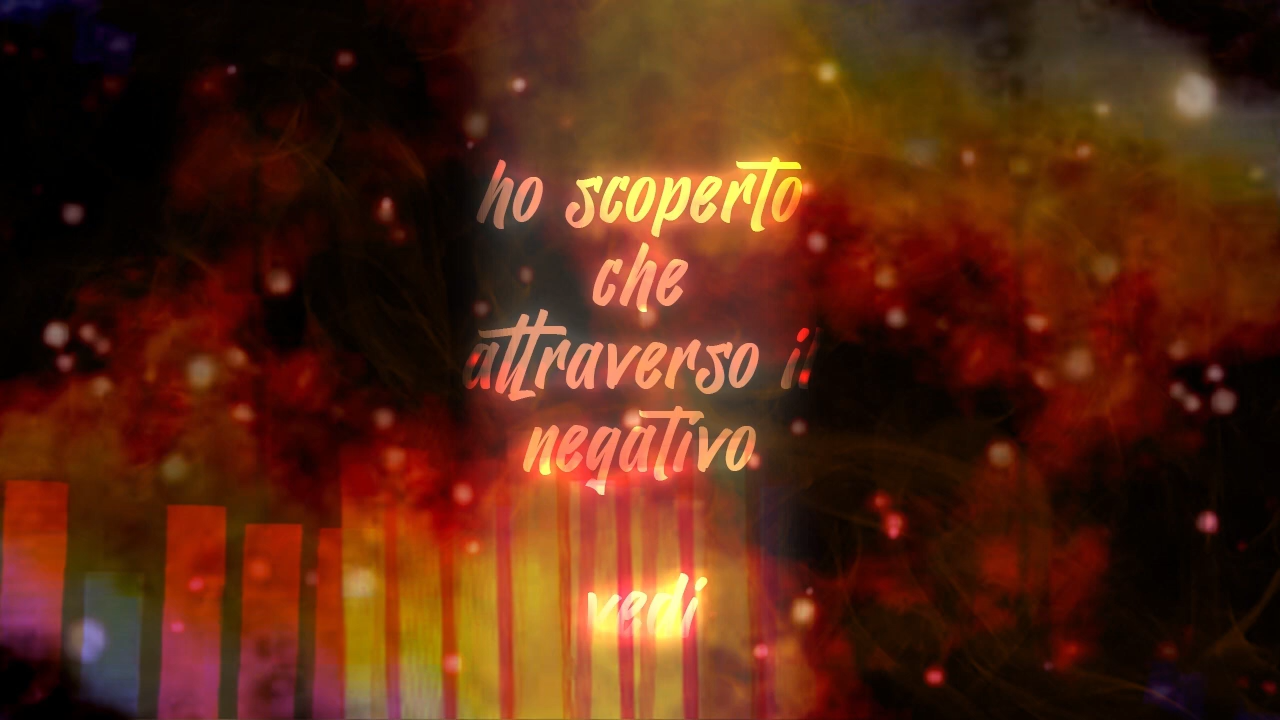 ho scoperto
che
attraverso il
negativo
vedi